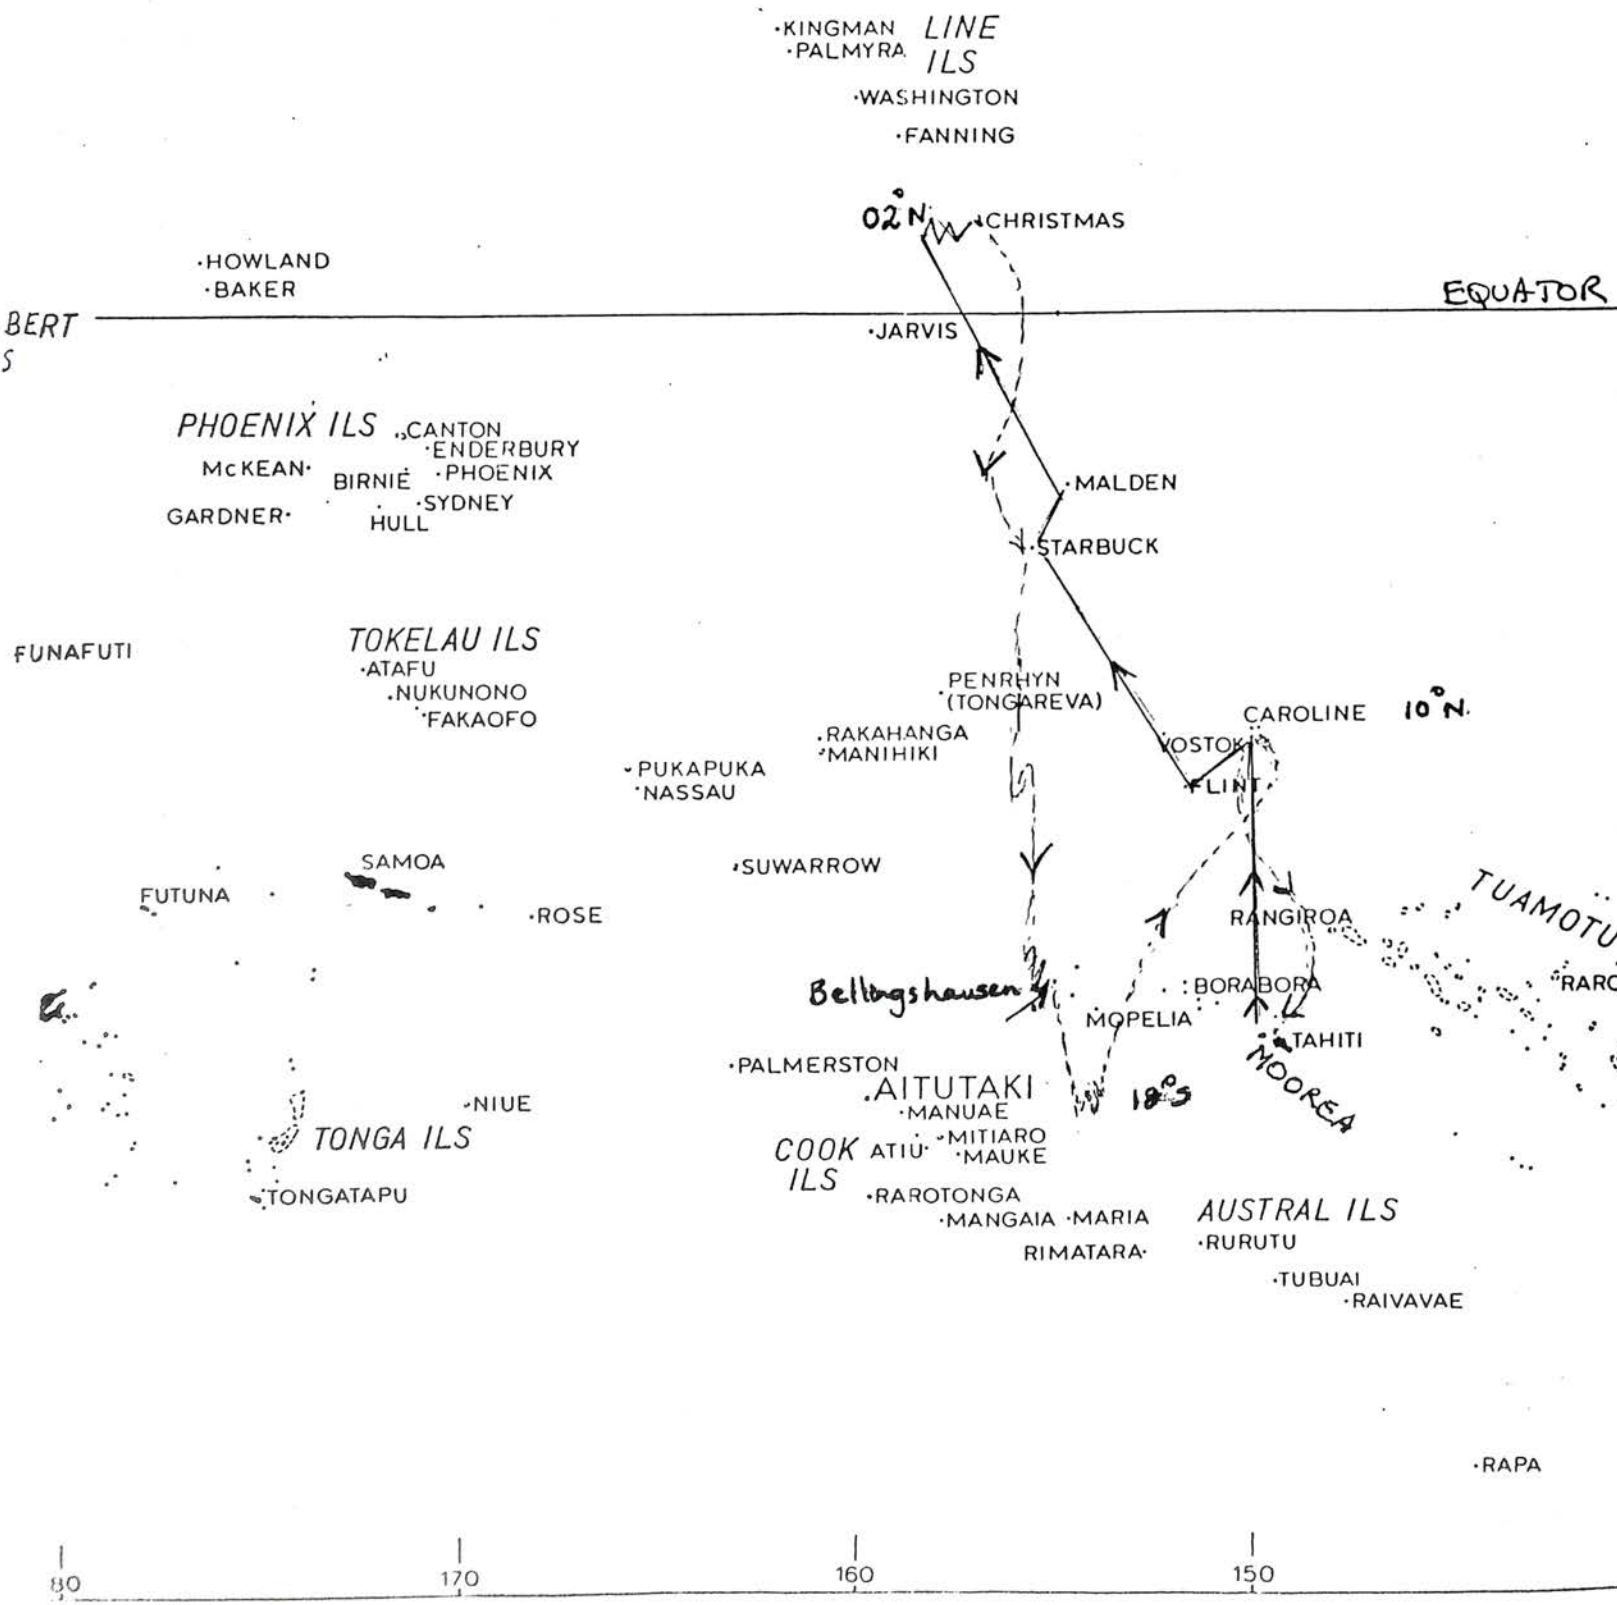 KINGMAN
LINE
ILS
PALMYRA
WASHINGTON
FANNING
02°N.
CHRISTMAS
HOWLAND
BAKER
EQUATOR
BERT
S
JARVIS
PHOENIX ILS
CANTON
ENDERBURY
McKEAN
BIRNIE
PHOENIX
SYDNEY
GARDNER
HULL
MALDEN
STARBUCK
FUNAFUTI
TOKELAU ILS
ATAFU
NUKUNONO
FAKAOFO
PENRHYN
(TONGAREVA)
CAROLINE
10°N.
RAKAHANGA
MANIHIKI
VOSTOK
PUKAPUKA
NASSAU
FLINT
SAMOA
SUWARROW
FUTUNA
ROSE
RANGIROA
TUAMOTU
RARO
Bellingshausen
BORABORA
MOPELIA
TAHITI
MOOREA
PALMERSTON
AITUTAKI
18°S
NIUE
MANUAE
TONGA ILS
COOK
ILS
ATIU
MITIARO
MAUKE
TONGATAPU
RAROTONGA
MANGAIA
MARIA
AUSTRAL ILS
RIMATARA
RURUTU
TUBUAI
RAIVAVAE
RAPA
80
170
160
150